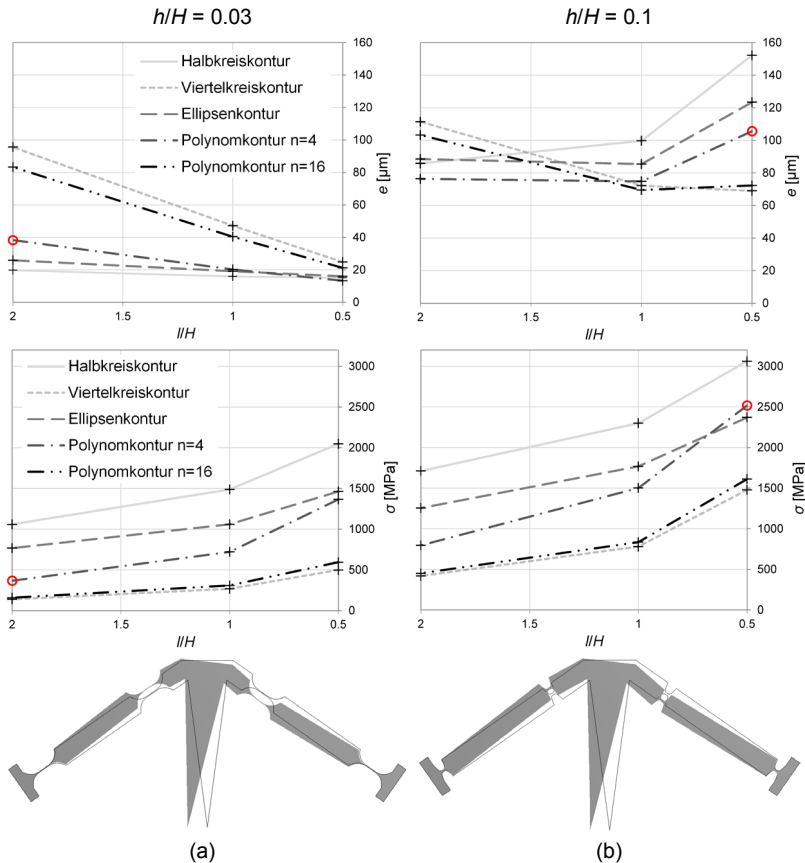 h/H = 0.03
h/H = 0.1
Halbkreiskontur
Viertelkreiskontur
Ellipsenkontur
Polynomkontur n=4
Polynomkontur n=16
160
140
120
100
80
60
40
20
0
e [µm]
2
1.5
1
0.5
l/H
160
140
120
100
80
60
40
20
0
e [µm]
2
1.5
1
0.5
l/H
Halbkreiskontur
Viertelkreiskontur
Ellipsenkontur
Polynomkontur n=4
Polynomkontur n=16
3000
2500
2000
1500
1000
500
0
σ [MPa]
2
1.5
1
0.5
l/H
3000
2500
2000
1500
1000
500
0
σ [MPa]
2
1.5
1
0.5
l/H
(a)
(b)